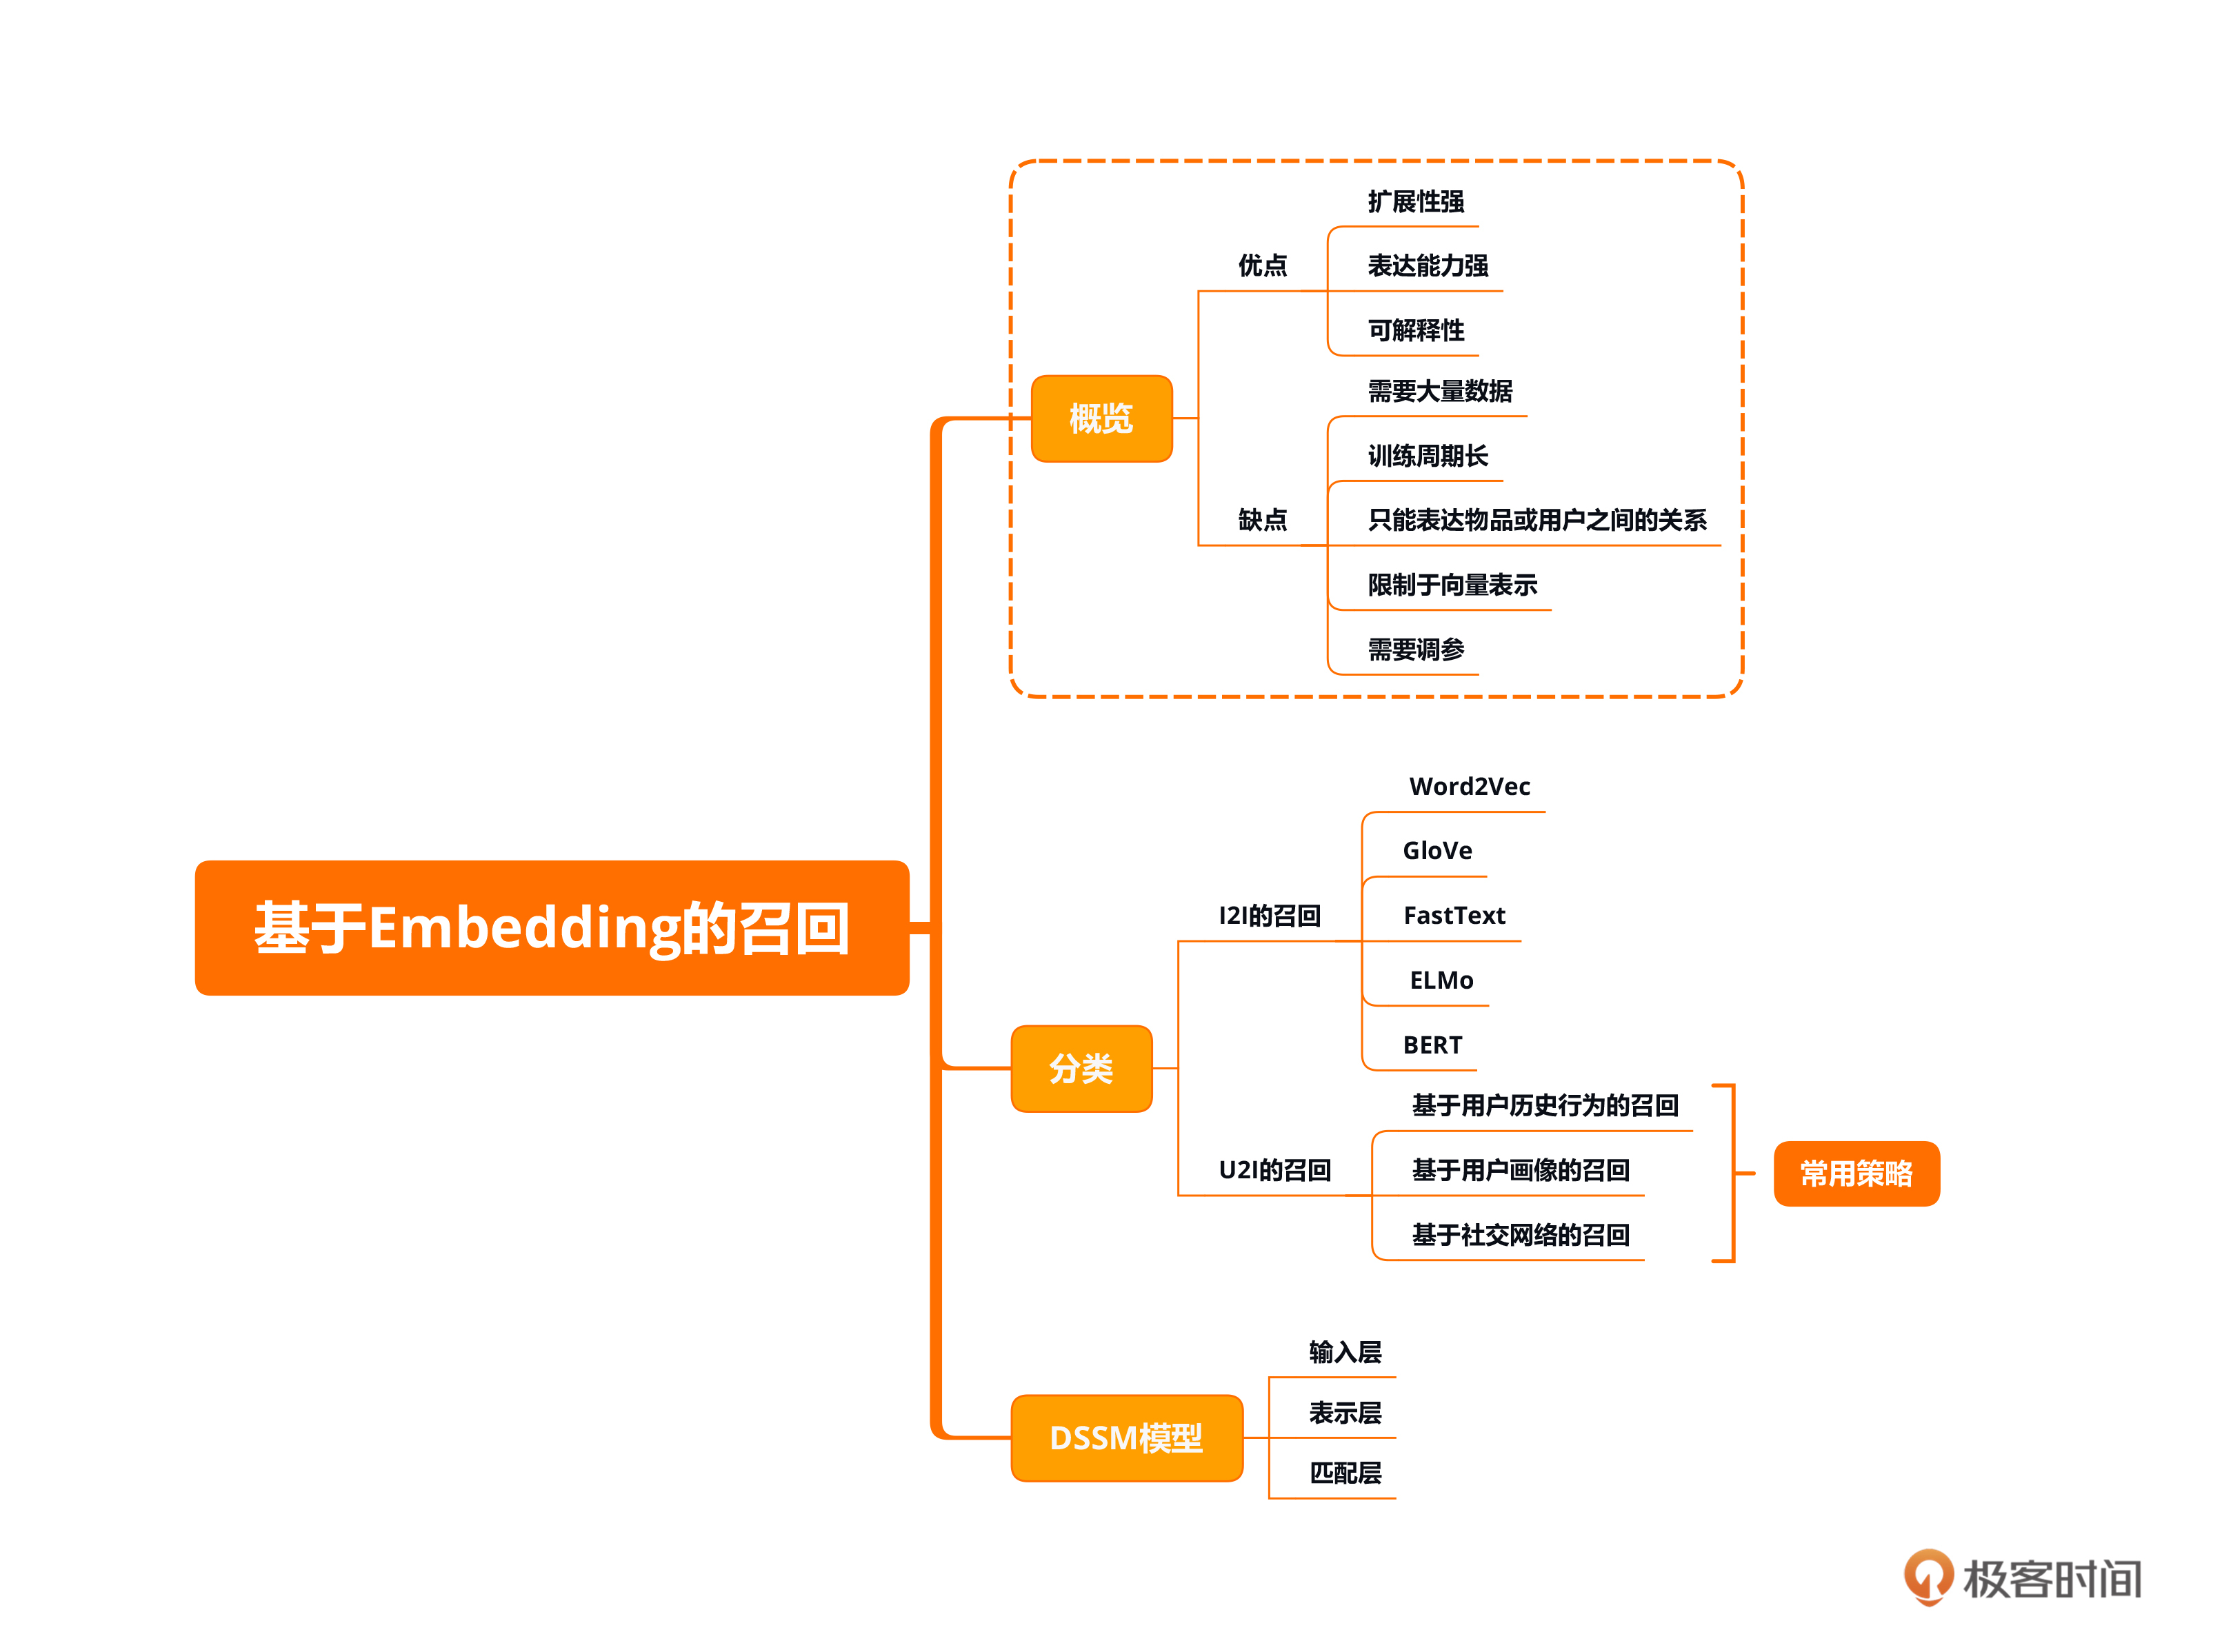 基于Embedding的召回
概览
优点
扩展性强
表达能力强
可解释性
缺点
需要大量数据
训练周期长
只能表达物品或用户之间的关系
限制于向量表示
需要调参
分类
I2I的召回
Word2Vec
GloVe
FastText
ELMo
BERT
U2I的召回
基于用户历史行为的召回
基于用户画像的召回
基于社交网络的召回
常用策略
DSSM模型
输入层
表示层
匹配层
极客时间